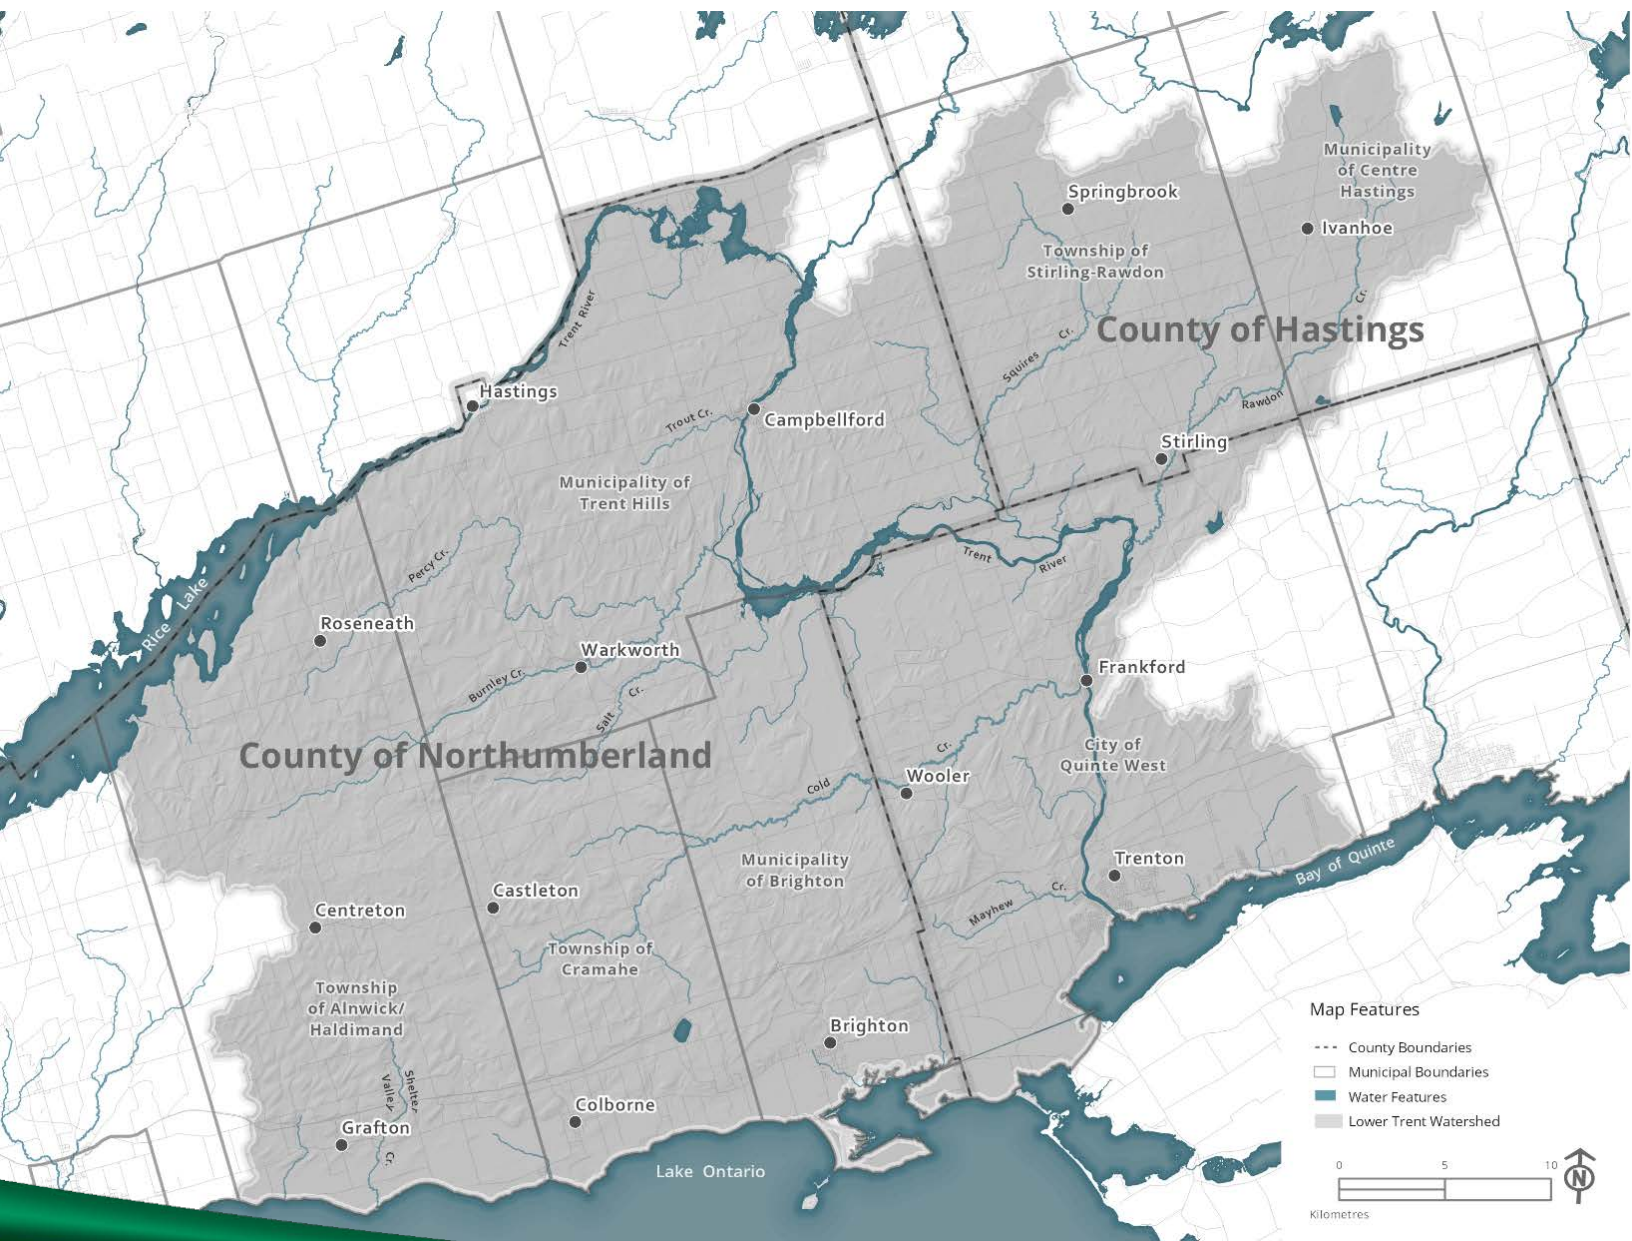 Municipality
of Centre
Hastings
Springbrook
Ivanhoe
Township of
Stirling-Rawdon
Cr.
County of Hastings
Trent River
Squires
Cr.
Hastings
Rawdon
Trout Cr.
Campbellford
Stirling
Municipality of
Trent Hills
Percy Cr.
Trent
River
Rice Lake
Roseneath
Warkworth
Frankford
Burnley Cr.
Salt
Cr.
County of Northumberland
City of
Quinte West
Cold
Cr.
Wooler
Municipality
of Brighton
Trenton
Bay of Quinte
Castleton
Mayhew
Cr.
Centreton
Township of
Cramahe
Township
of Alnwick/
Haldimand
Brighton
Shelter
Valley
Cr.
Colborne
Grafton
Lake Ontario
Map Features
County Boundaries
Municipal Boundaries
Water Features
Lower Trent Watershed
0 5 10
N
Kilometres